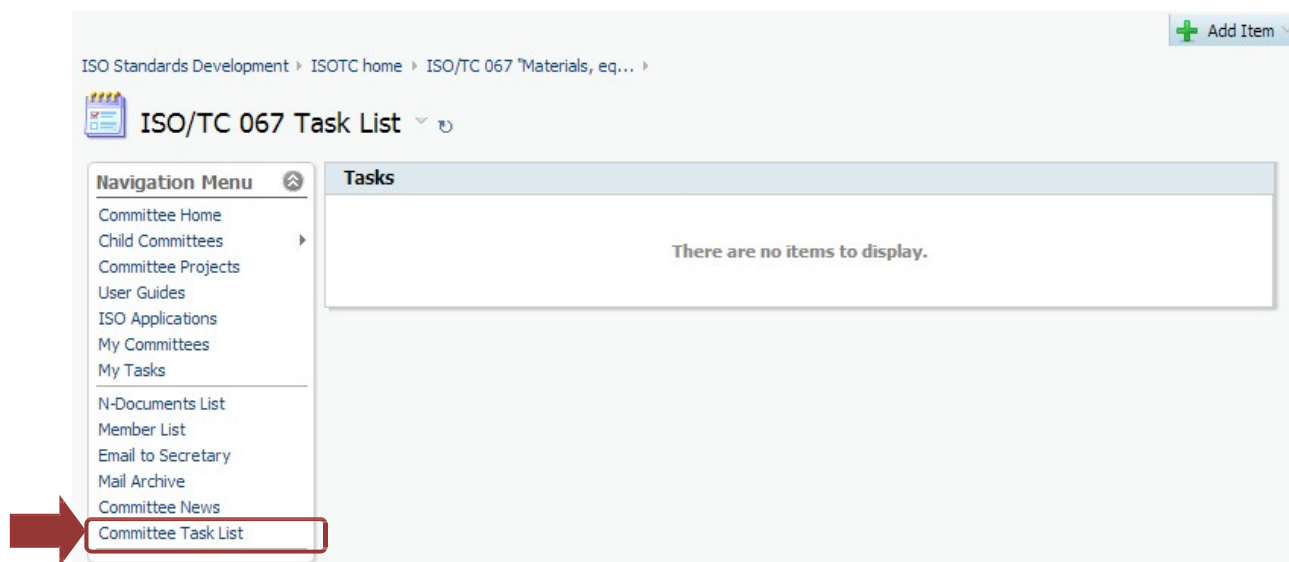 Add Item
ISO Standards Development › ISOTC home › ISO/TC 067 "Materials, eq... ›
ISO/TC 067 Task List
Navigation Menu
Committee Home
Child Committees
Committee Projects
User Guides
ISO Applications
My Committees
My Tasks
N-Documents List
Member List
Email to Secretary
Mail Archive
Committee News
Committee Task List
Tasks
There are no items to display.